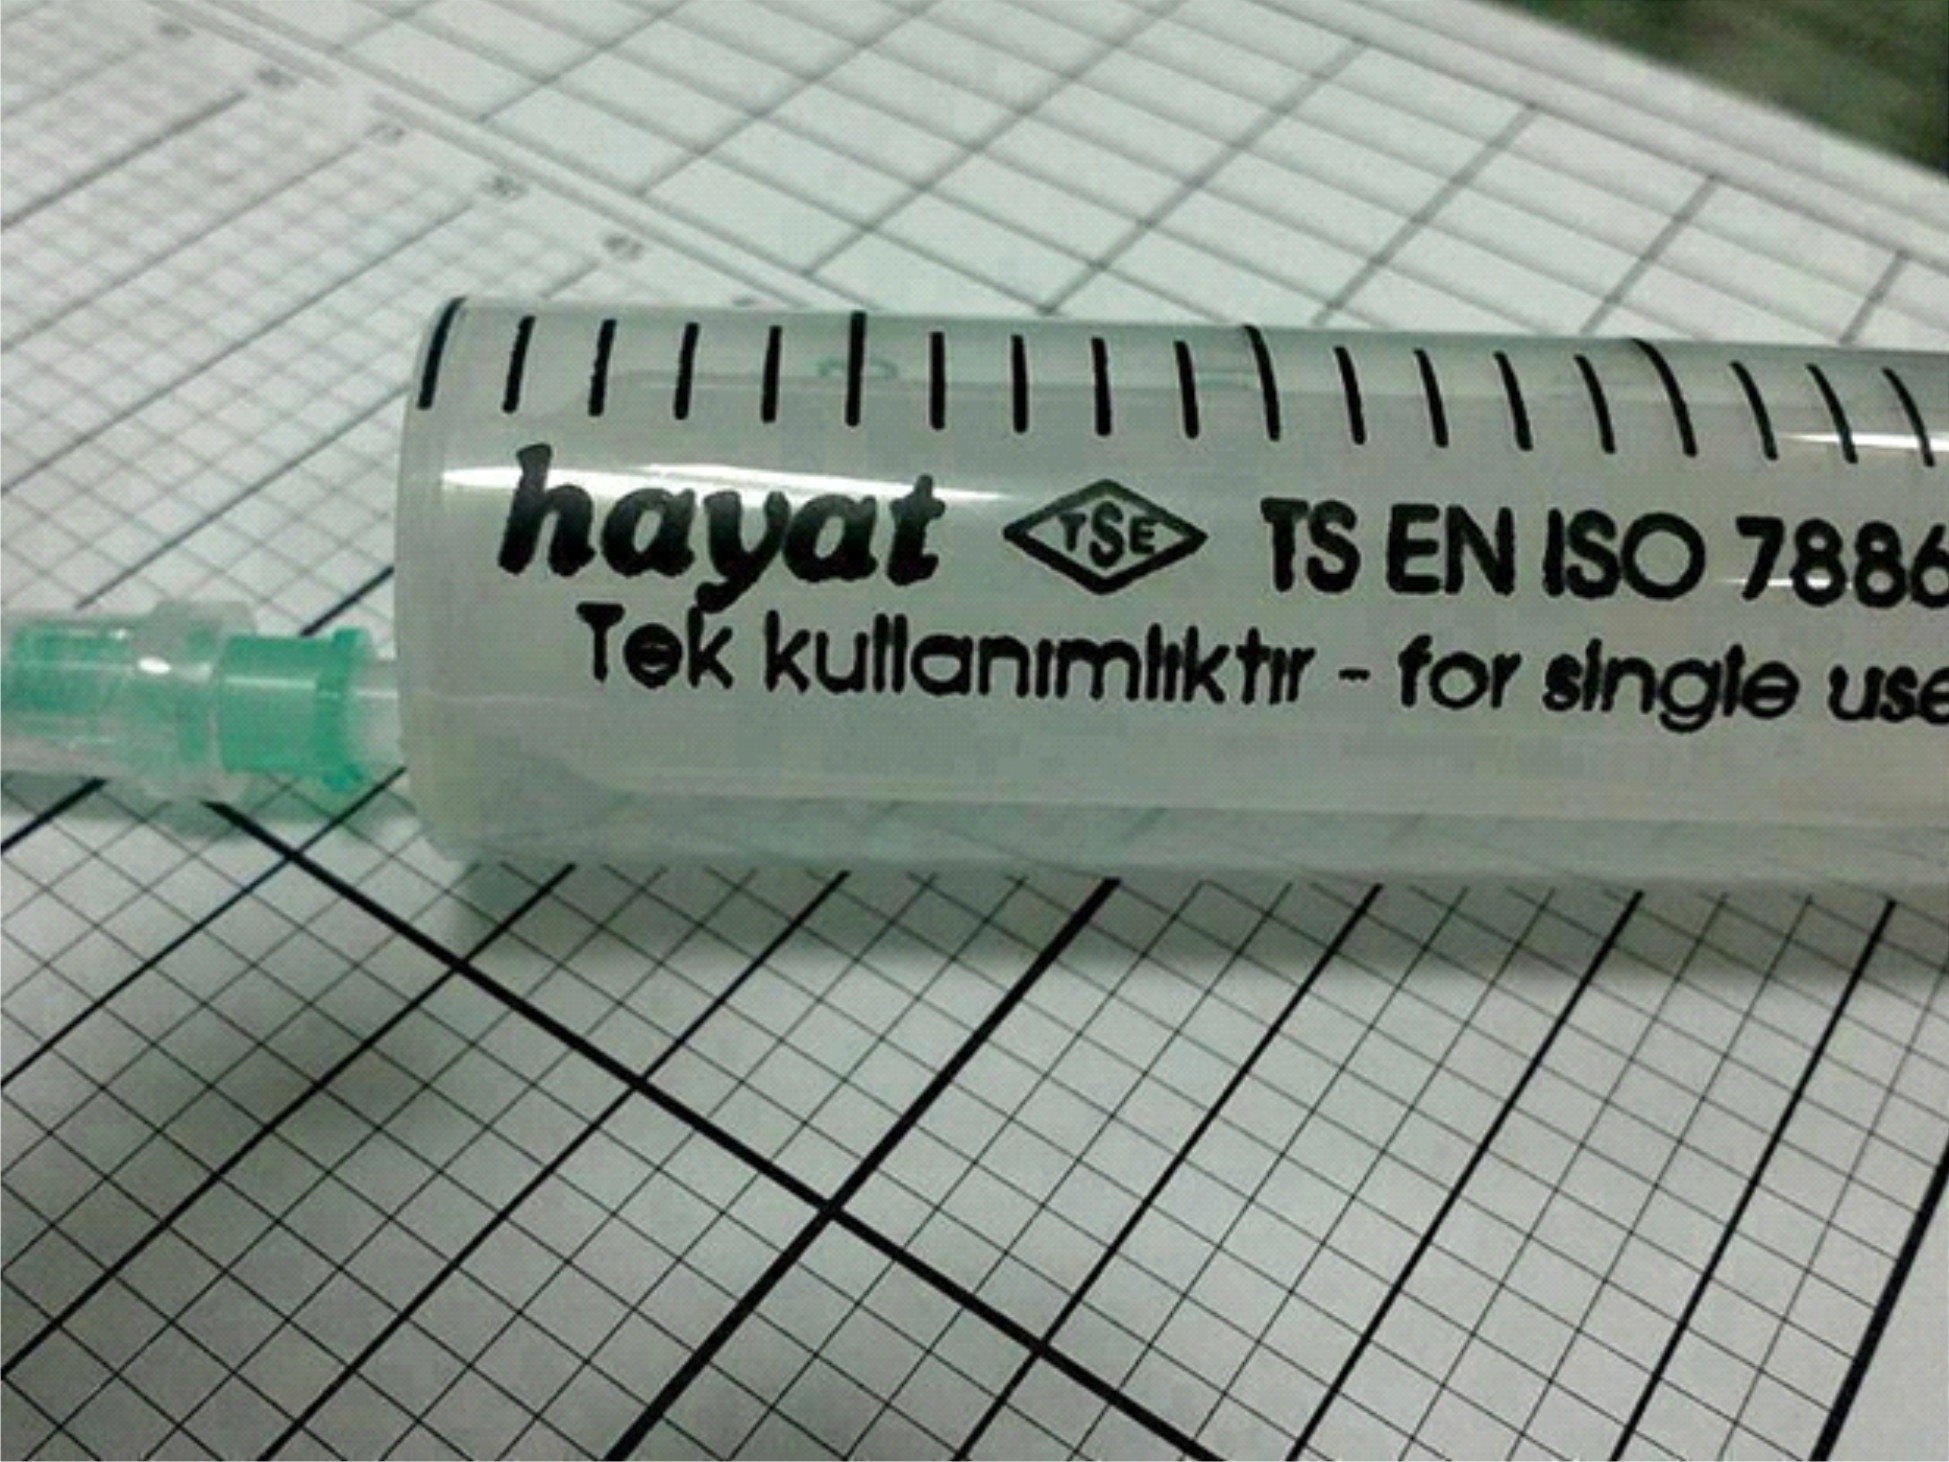 hayat TSE TS EN ISO 7886
Tek kullanımlıktır - for single use